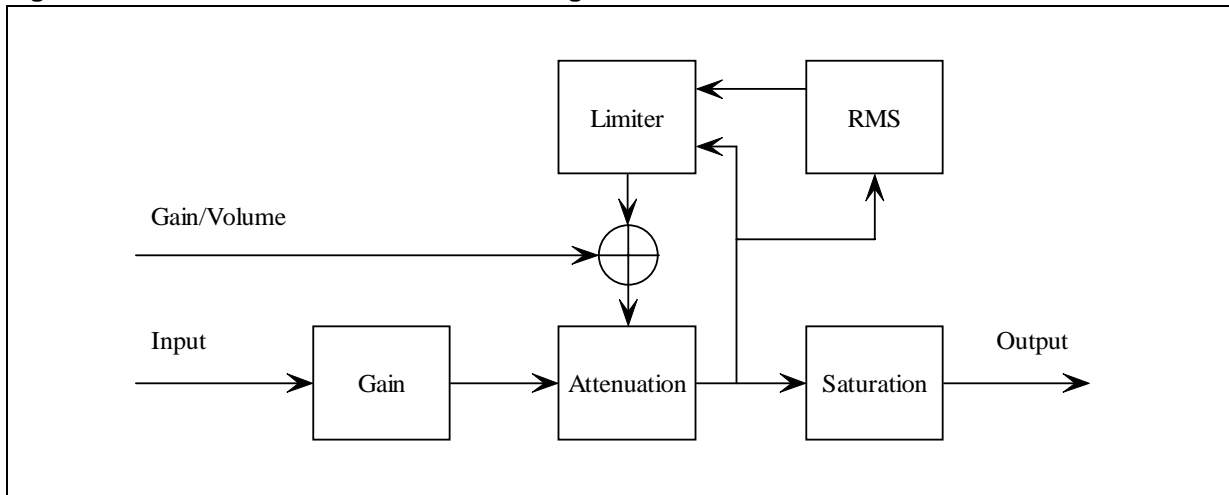 Limiter
RMS
Gain/Volume
Input
Output
Gain
Attenuation
Saturation